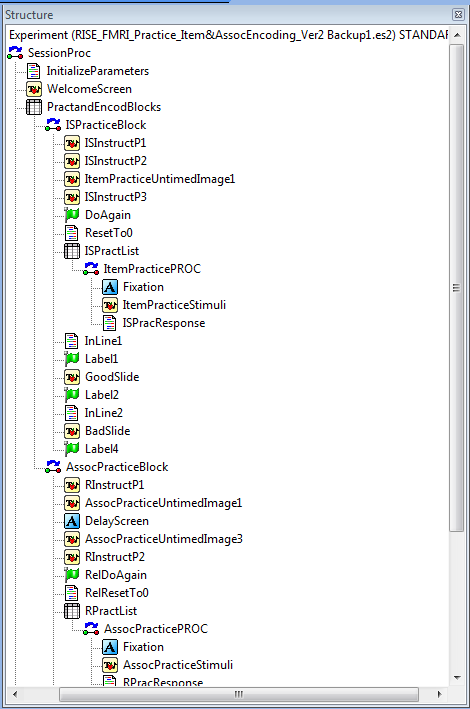 Structure
Experiment (RISE_FMRI_Practice_Item&AssocEncoding_Ver2 Backup1.es2) STANDAR
SessionProc
InitializeParameters
WelcomeScreen
PractandEncodBlocks
ISPracticeBlock
ISInstructP1
ISInstructP2
ItemPracticeUntimedImage1
ISInstructP3
DoAgain
ResetTo0
ISPractList
ItemPracticePROC
Fixation
ItemPracticeStimuli
ISPracResponse
InLine1
Label1
GoodSlide
Label2
InLine2
BadSlide
Label4
AssocPracticeBlock
RInstructP1
AssocPracticeUntimedImage1
DelayScreen
AssocPracticeUntimedImage3
RInstructP2
RelDoAgain
RelResetTo0
RPractList
AssocPracticePROC
Fixation
AssocPracticeStimuli
RPracResponse